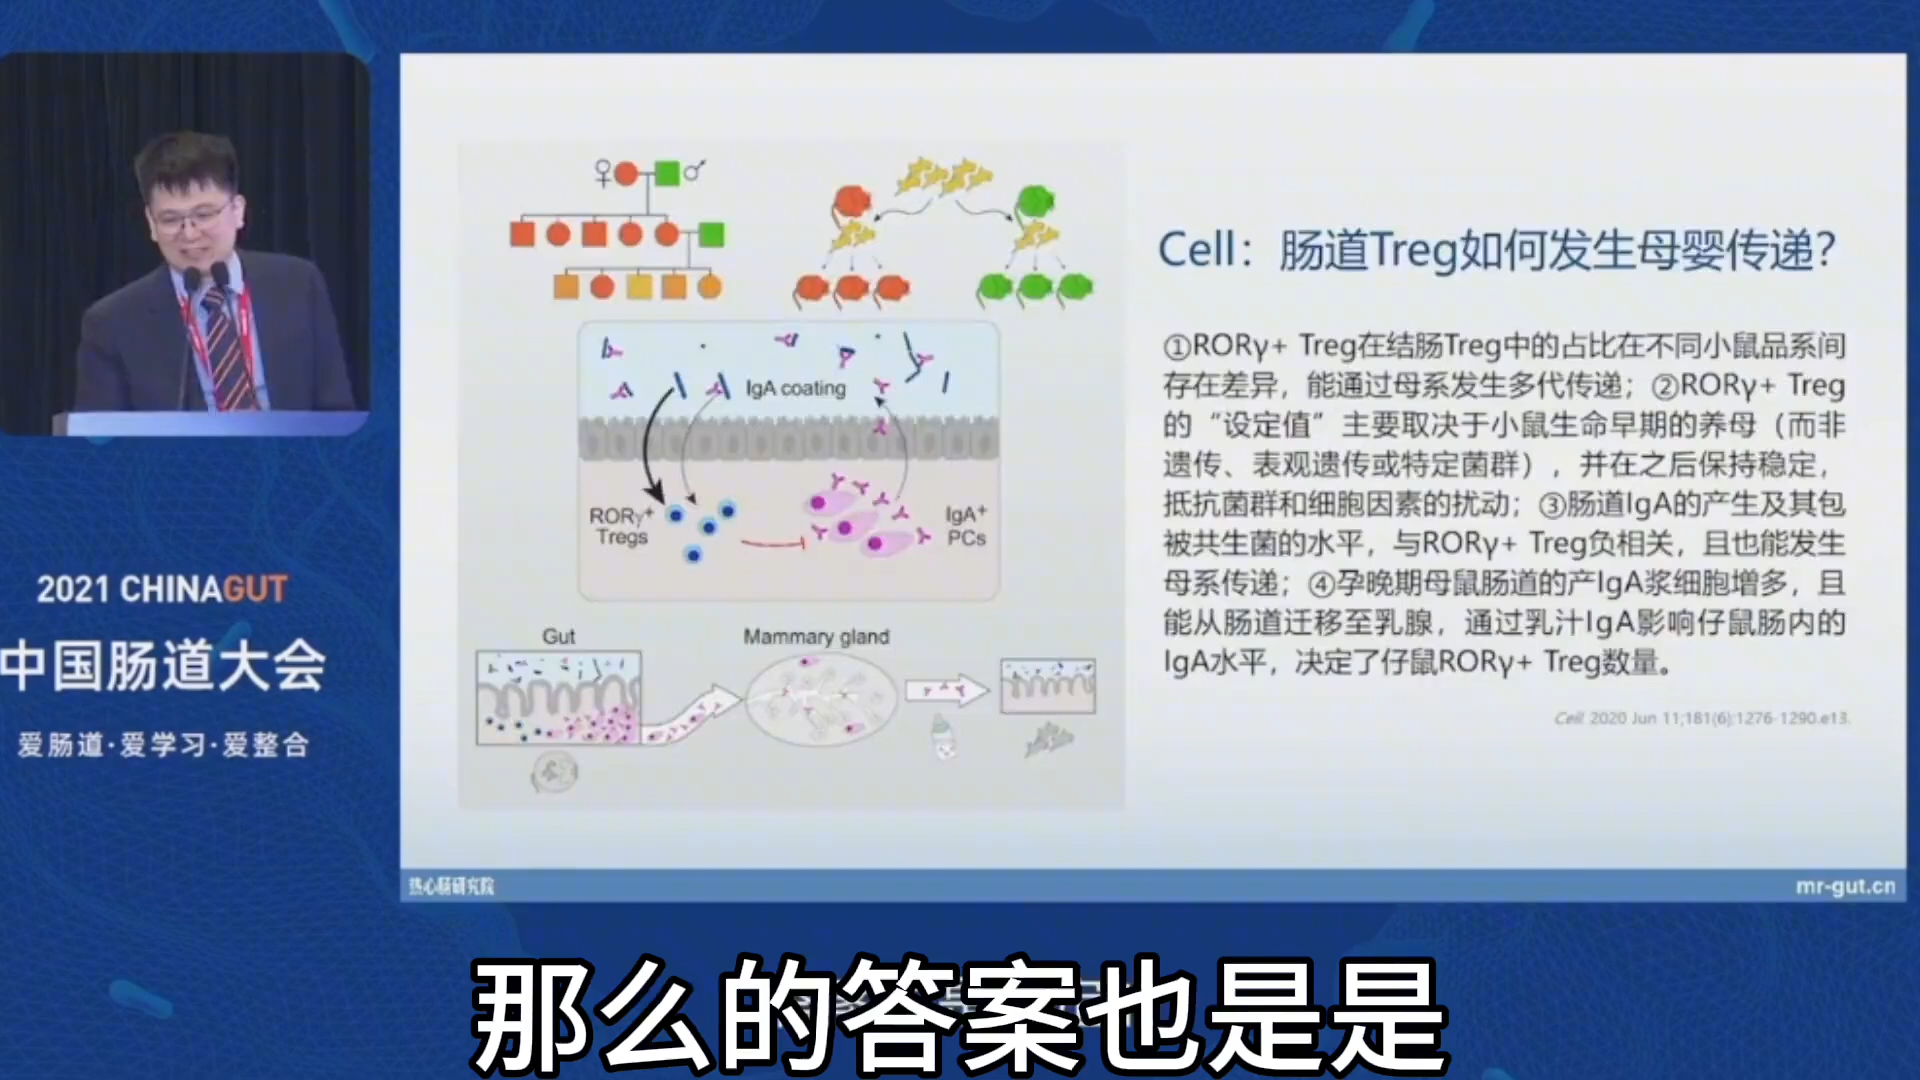 2021 CHINAGUT
中国肠道大会
爱肠道·爱学习·爱整合
IgA coating
RORγ⁺
Tregs
IgA⁺
PCs
Gut
Mammary gland
Cell：肠道Treg如何发生母婴传递？
①RORγ+ Treg在结肠Treg中的占比在不同小鼠品系间
存在差异，能通过母系发生多代传递；②RORγ+ Treg
的“设定值”主要取决于小鼠生命早期的养母（而非
遗传、表观遗传或特定菌群），并在之后保持稳定，
抵抗菌群和细胞因素的扰动；③肠道IgA的产生及其包
被共生菌的水平，与RORγ+ Treg负相关，且也能发生
母系传递；④孕晚期母鼠肠道的产IgA浆细胞增多，且
能从肠道迁移至乳腺，通过乳汁IgA影响仔鼠肠内的
IgA水平，决定了仔鼠RORγ+ Treg数量。
Cell. 2020 Jun 11;181(6):1276-1290.e13.
热心肠研究院
mr-gut.cn
那么的答案也是是